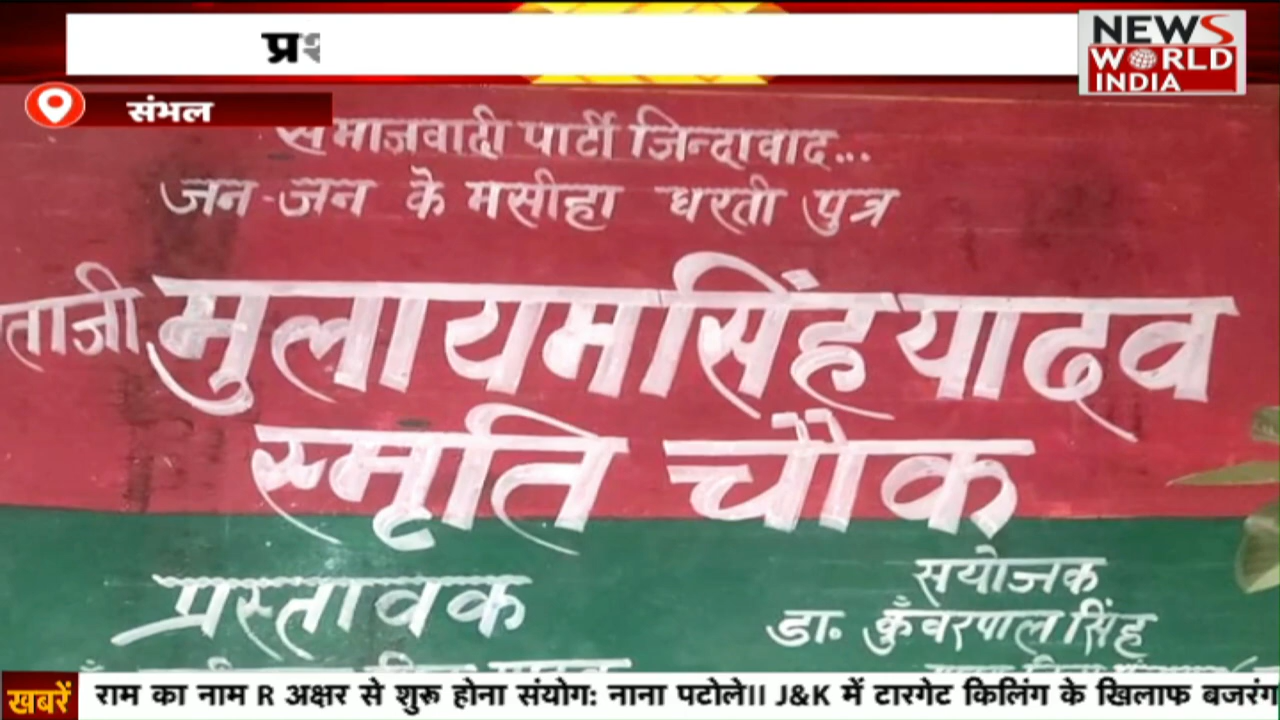 NEWS
WORLD
INDIA
संभल
समाजवादी पार्टी जिन्दावाद...
जन-जन के मसीहा धरती पुत्र
मुलायमसिंह यादव
स्मृति चौक
प्रस्तावक
सयोजक
डा. कुँवरपाल सिंह
खबरें राम का नाम R अक्षर से शुरू होना संयोग: नाना पटोले।। J&K में टारगेट किलिंग के खिलाफ बजरंग